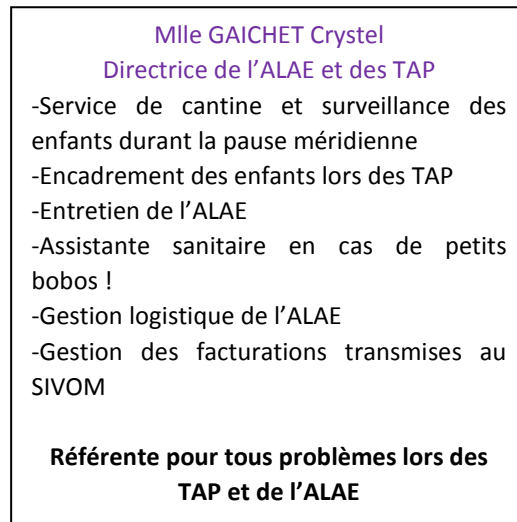 Mlle GAICHET Crystel
Directrice de l’ALAE et des TAP
-Service de cantine et surveillance des
enfants durant la pause méridienne
-Encadrement des enfants lors des TAP
-Entretien de l’ALAE
-Assistante sanitaire en cas de petits
bobos !
-Gestion logistique de l’ALAE
-Gestion des facturations transmises au
SIVOM
Référente pour tous problèmes lors des
TAP et de l’ALAE